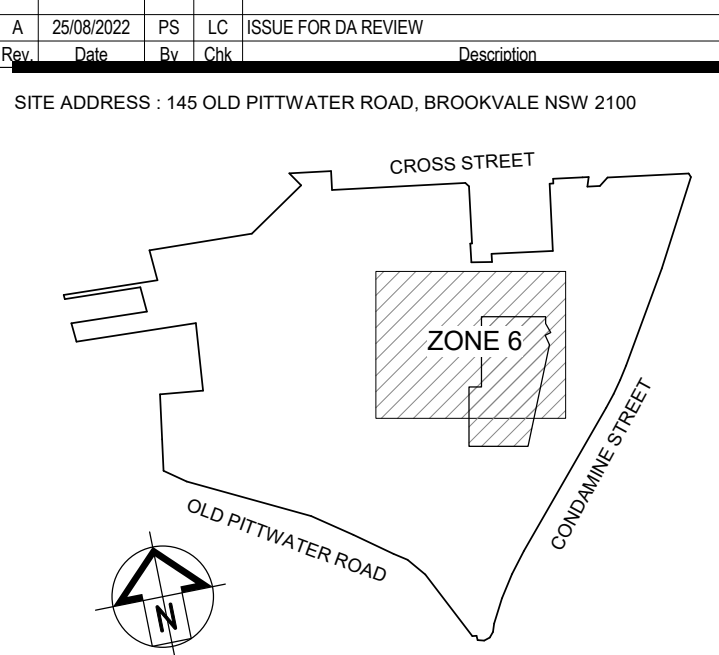 A 25/08/2022 PS LC ISSUE FOR DA REVIEW
Rev. Date By Chk Description
SITE ADDRESS : 145 OLD PITTWATER ROAD, BROOKVALE NSW 2100
CROSS STREET
ZONE 6
CONDAMINE STREET
OLD PITTWATER ROAD
N